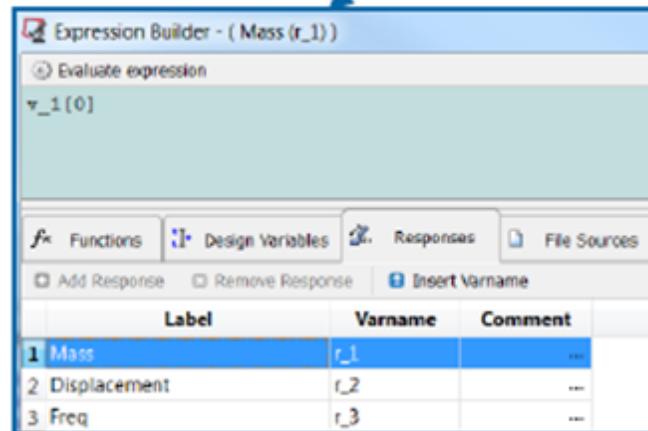 Expression Builder - ( Mass (r_1) )
Evaluate expression
v_1[0]
fx Functions Design Variables Responses File Sources
Add Response Remove Response Insert Varname
Label Varname Comment
1 Mass r_1 ...
2 Displacement r_2 ...
3 Freq r_3 ...